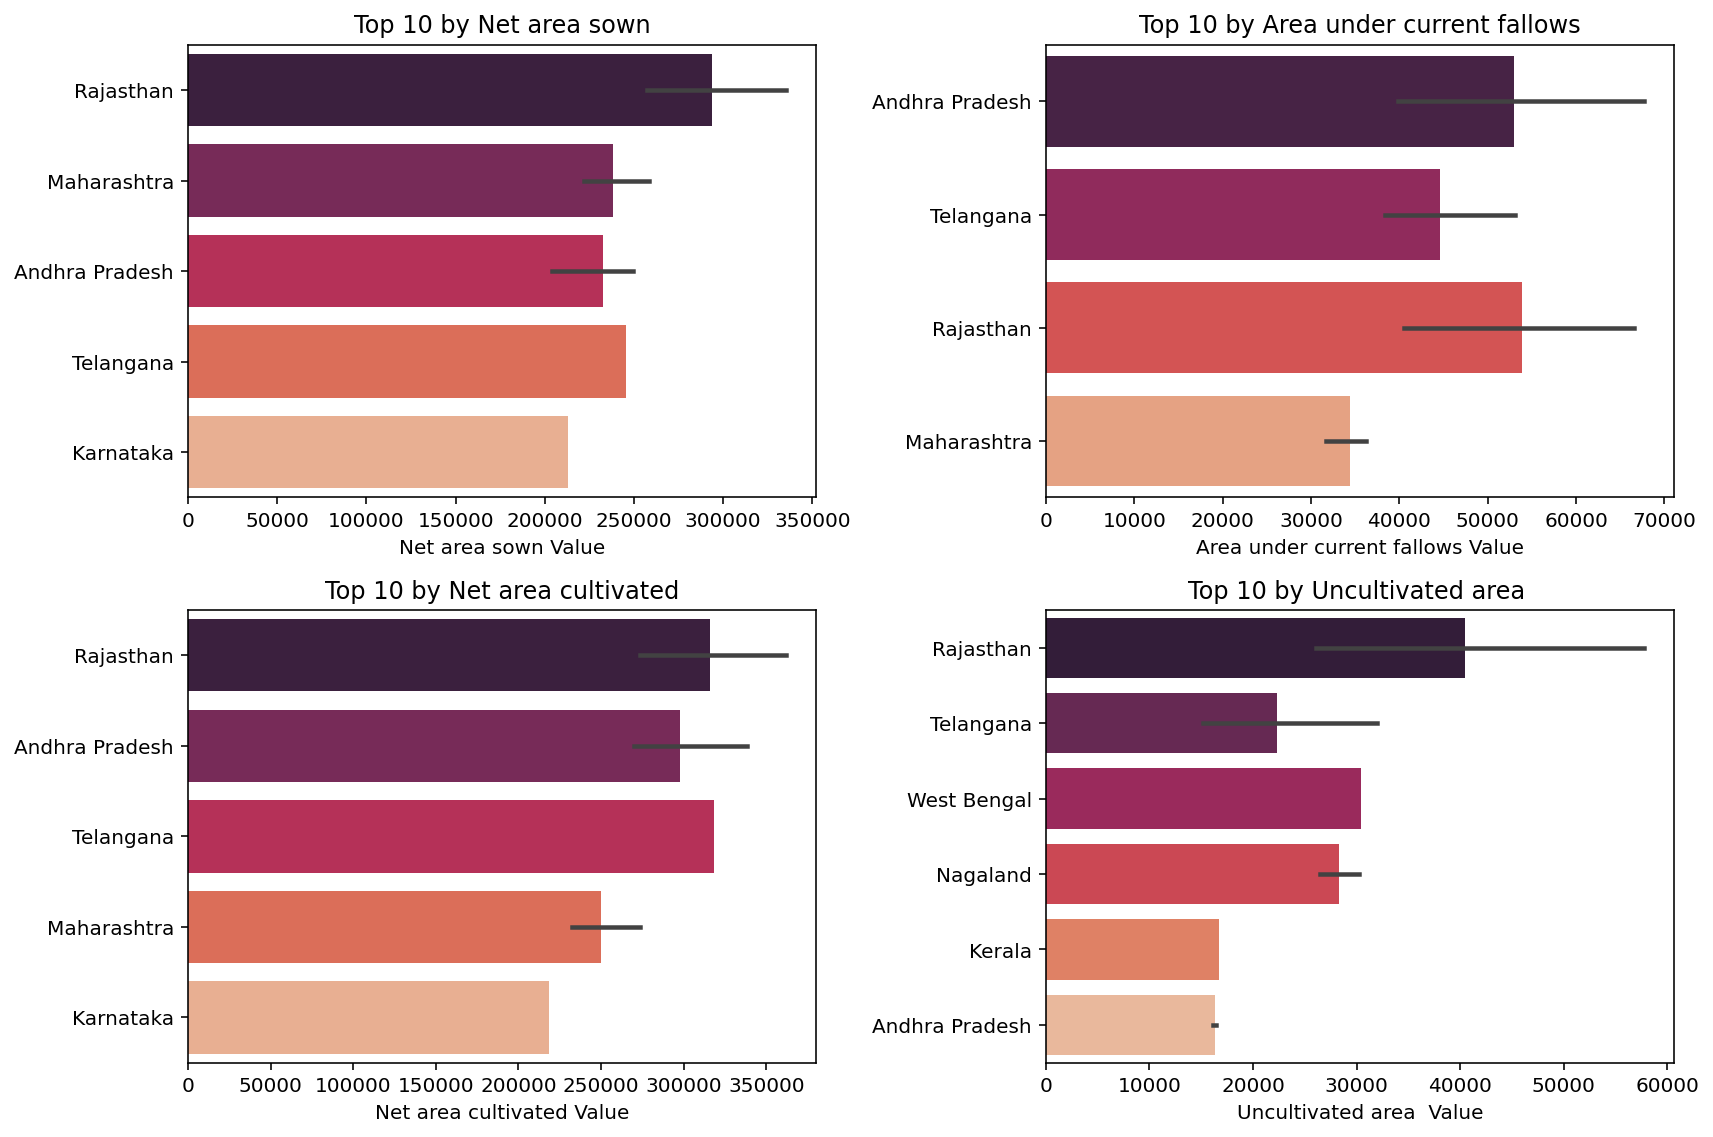 Top 10 by Net area sown
Rajasthan
Maharashtra
Andhra Pradesh
Telangana
Karnataka
0 50000 100000 150000 200000 250000 300000 350000
Net area sown Value
Top 10 by Area under current fallows
Andhra Pradesh
Telangana
Rajasthan
Maharashtra
0 10000 20000 30000 40000 50000 60000 70000
Area under current fallows Value
Top 10 by Net area cultivated
Rajasthan
Andhra Pradesh
Telangana
Maharashtra
Karnataka
0 50000 100000 150000 200000 250000 300000 350000
Net area cultivated Value
Top 10 by Uncultivated area
Rajasthan
Telangana
West Bengal
Nagaland
Kerala
Andhra Pradesh
0 10000 20000 30000 40000 50000 60000
Uncultivated area  Value